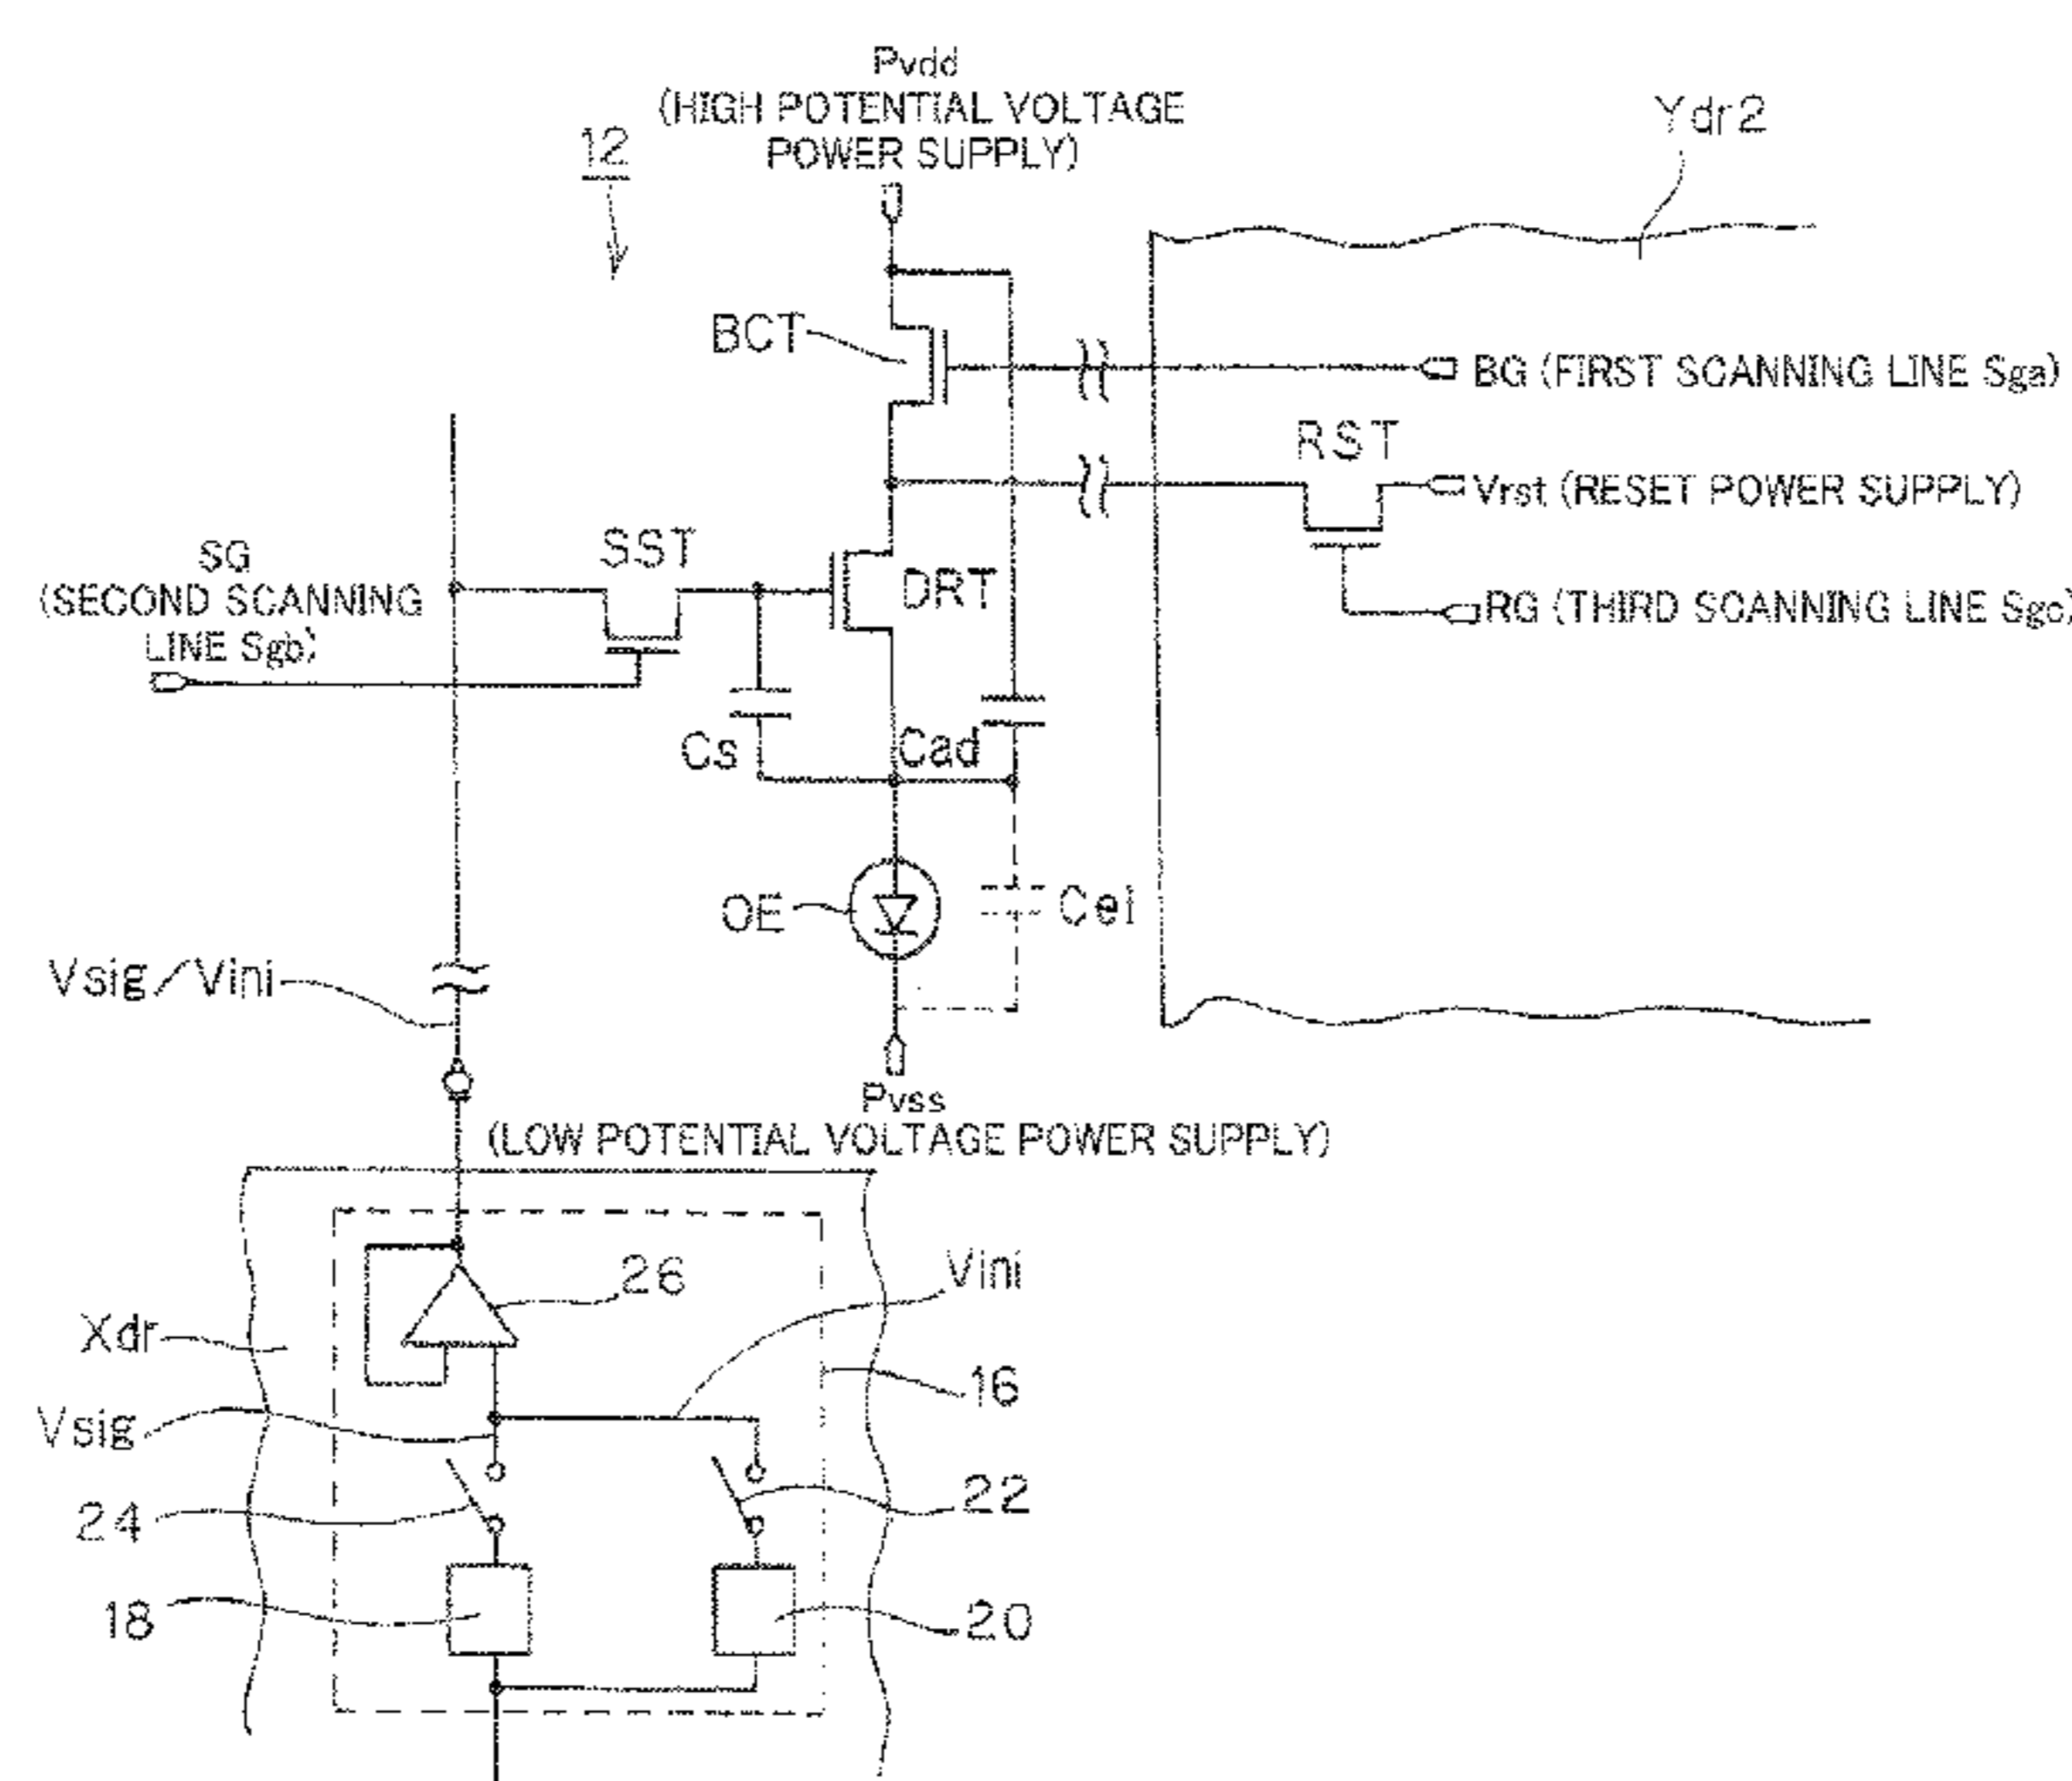 Pvdd
(HIGH POTENTIAL VOLTAGE
POWER SUPPLY)
12
Ydr2
BCT
BG (FIRST SCANNING LINE Sga)
RST
Vrst (RESET POWER SUPPLY)
SG
(SECOND SCANNING
LINE Sgb)
SST
DRT
RG (THIRD SCANNING LINE Sgc)
Cs
Cad
OE
Cel
Vsig/Vini
Pvss
(LOW POTENTIAL VOLTAGE POWER SUPPLY)
26
Vini
Xdr
16
Vsig
24
22
18
20